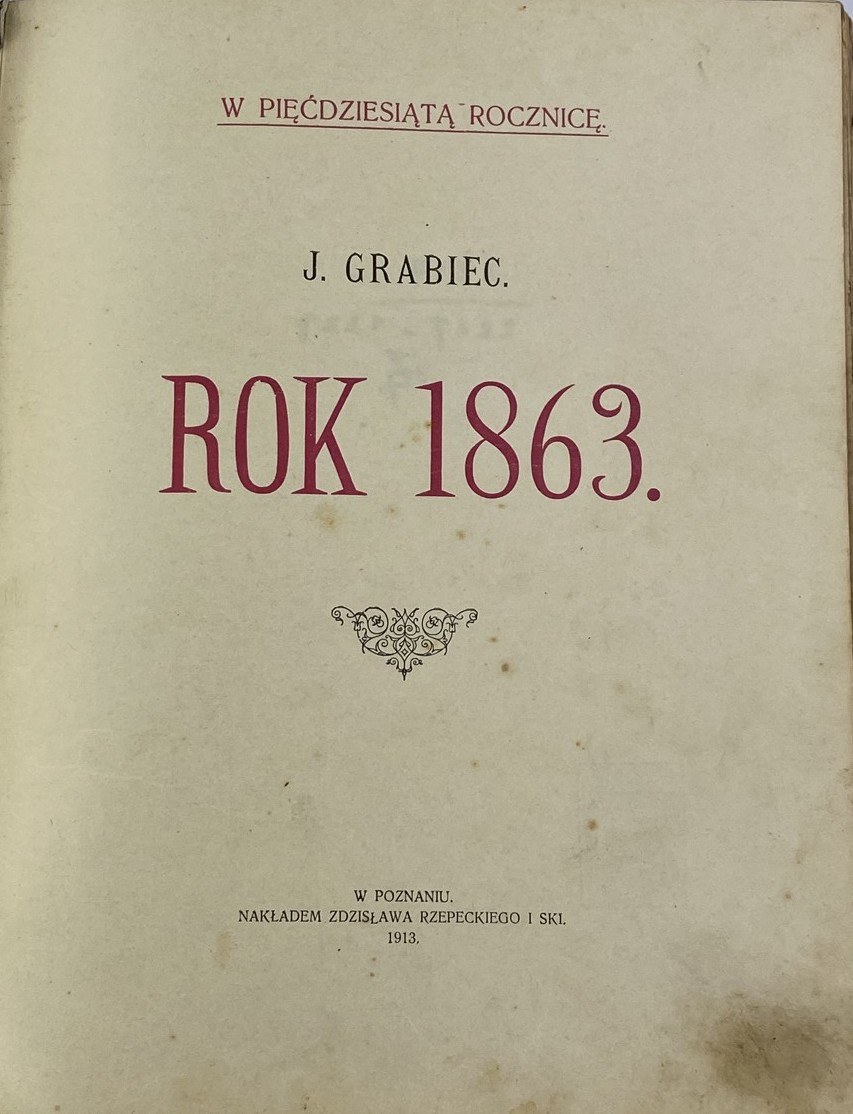 W PIĘĆDZIESIĄTĄ ROCZNICĘ.
J. GRABIEC.
ROK 1863.
W POZNANIU.
NAKŁADEM ZDZISŁAWA RZEPECKIEGO I SKI.
1913.